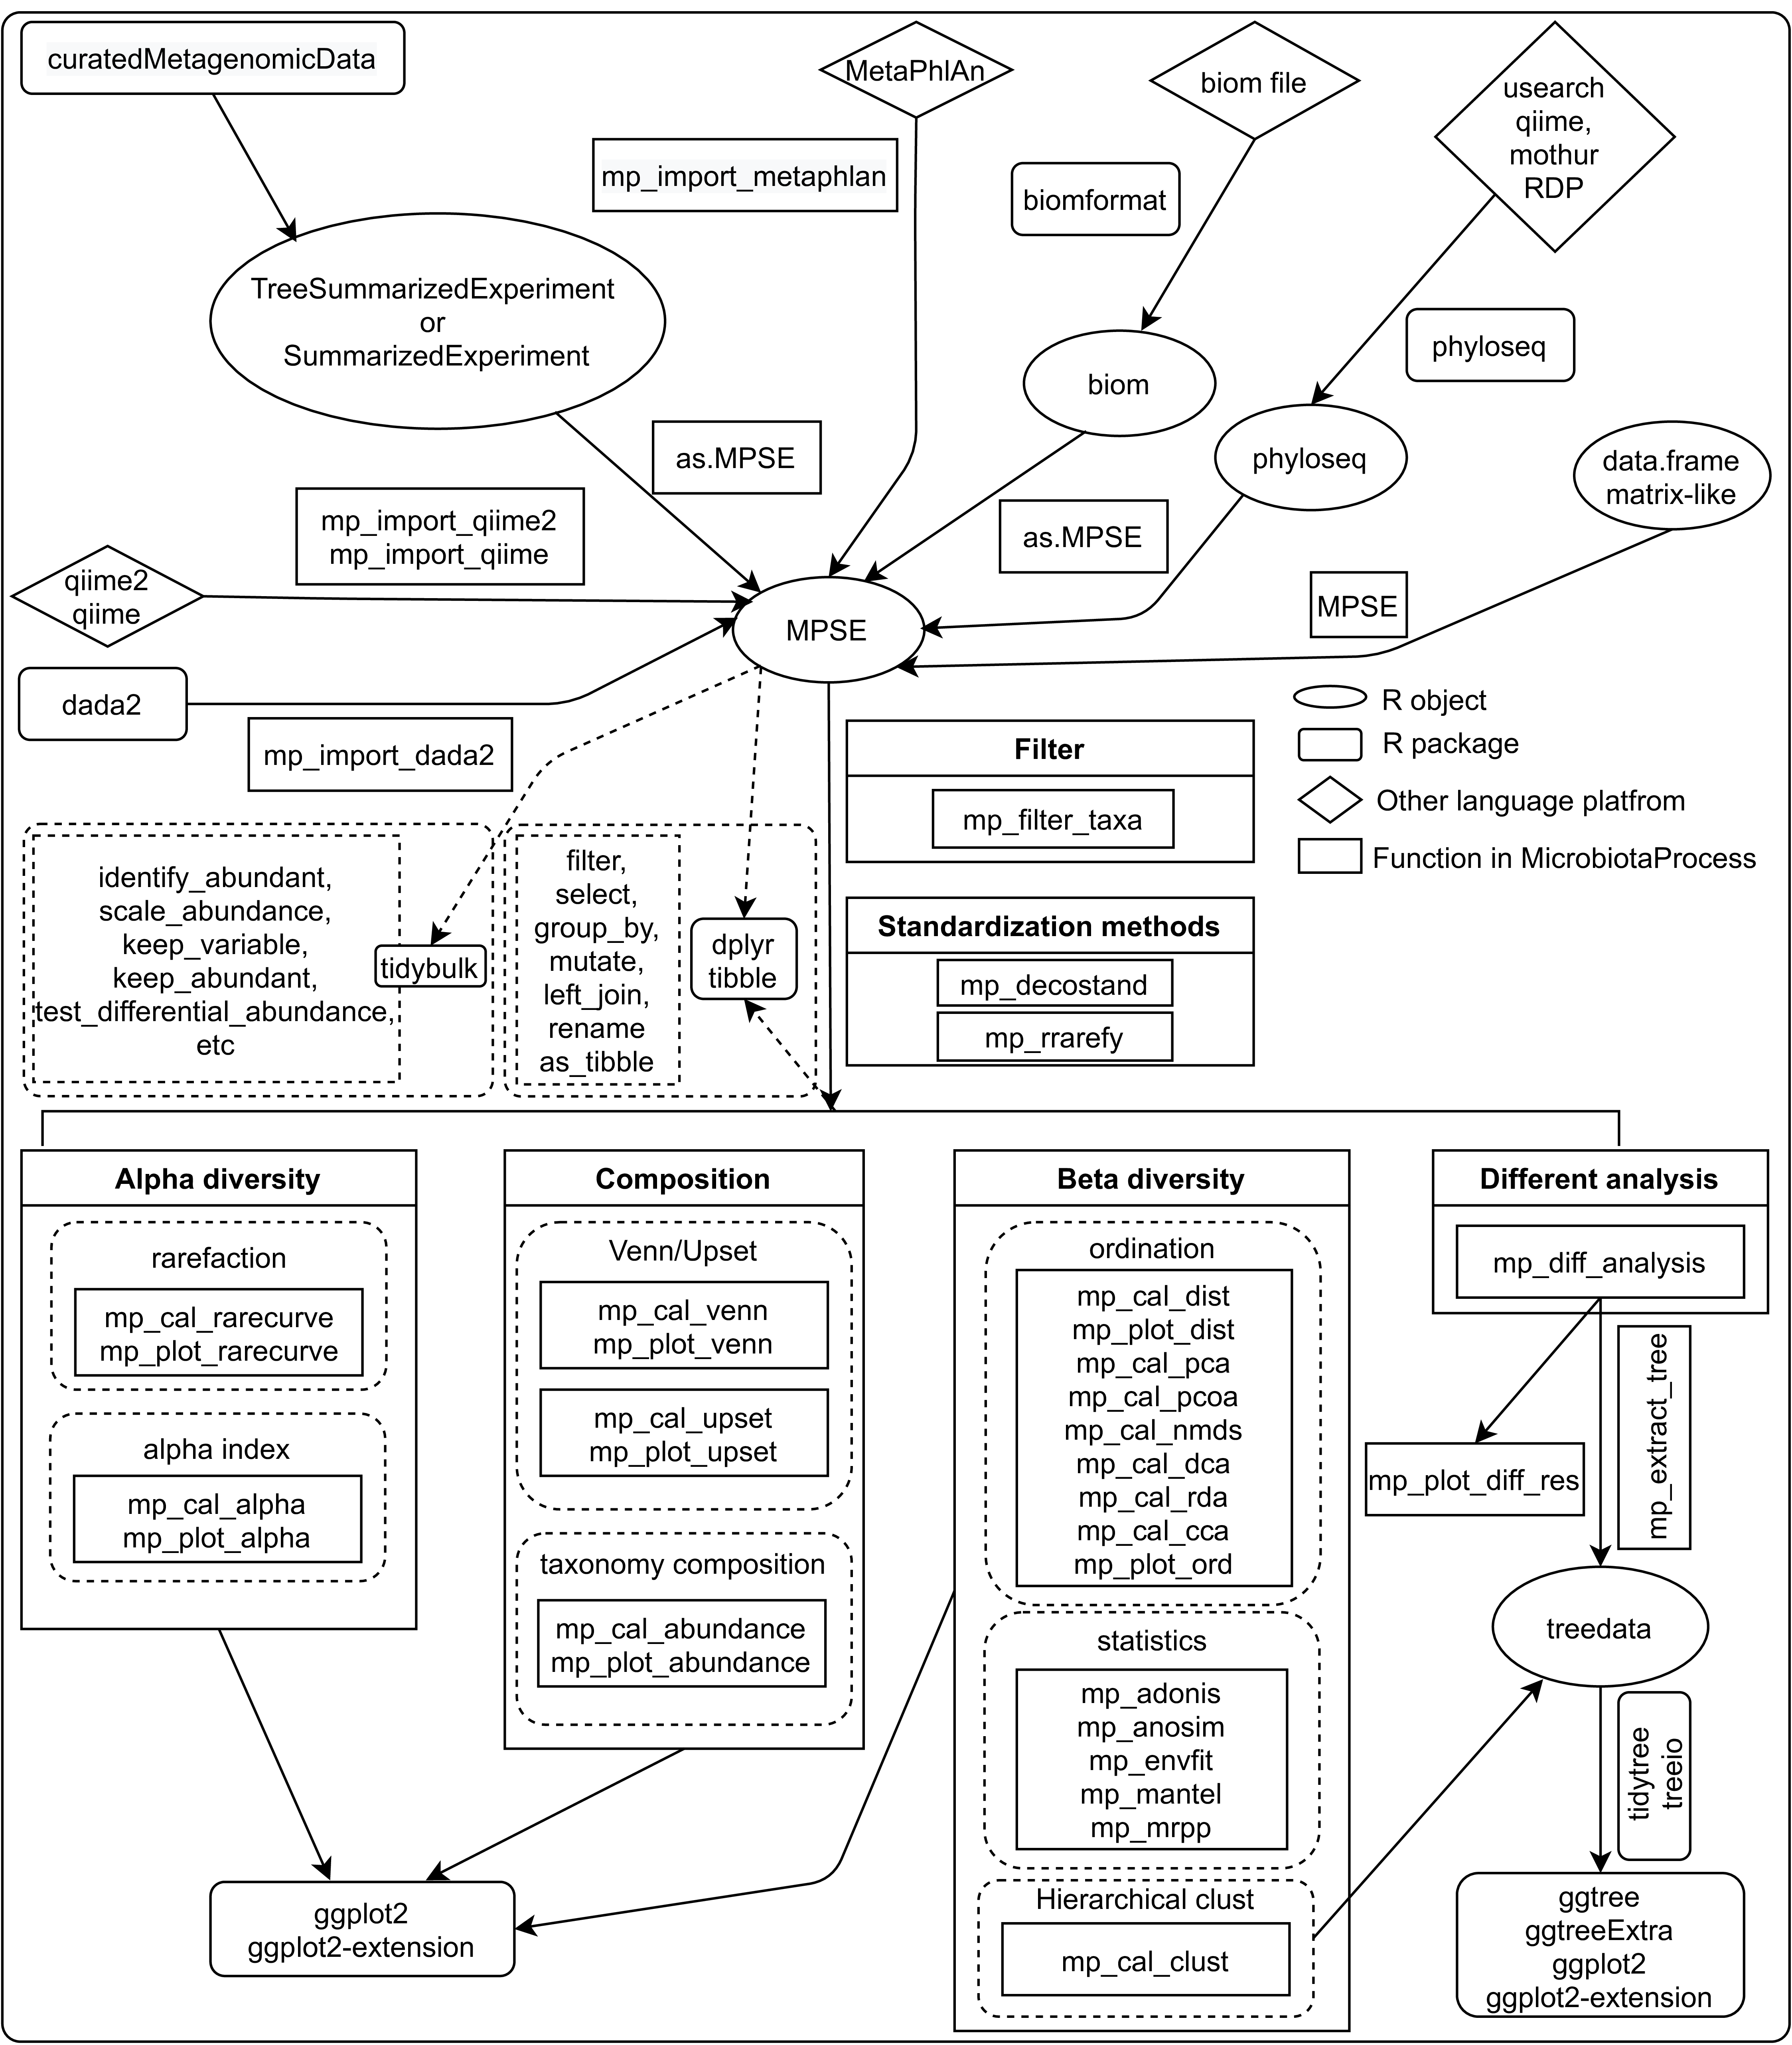 curatedMetagenomicData
MetaPhlAn
biom file
usearch
qiime,
mothur
RDP
mp_import_metaphlan
biomformat
TreeSummarizedExperiment
or
SummarizedExperiment
phyloseq
biom
as.MPSE
phyloseq
data.frame
matrix-like
mp_import_qiime2
mp_import_qiime
as.MPSE
qiime2
qiime
MPSE
MPSE
dada2
mp_import_dada2
R object
R package
Other language platfrom
Function in MicrobiotaProcess
Filter
mp_filter_taxa
Standardization methods
mp_decostand
mp_rrarefy
identify_abundant,
scale_abundance,
keep_variable,
keep_abundant,
test_differential_abundance,
etc
tidybulk
filter,
select,
group_by,
mutate,
left_join,
rename
as_tibble
dplyr
tibble
Alpha diversity
rarefaction
mp_cal_rarecurve
mp_plot_rarecurve
alpha index
mp_cal_alpha
mp_plot_alpha
Composition
Venn/Upset
mp_cal_venn
mp_plot_venn
mp_cal_upset
mp_plot_upset
taxonomy composition
mp_cal_abundance
mp_plot_abundance
Beta diversity
ordination
mp_cal_dist
mp_plot_dist
mp_cal_pca
mp_cal_pcoa
mp_cal_nmds
mp_cal_dca
mp_cal_rda
mp_cal_cca
mp_plot_ord
statistics
mp_adonis
mp_anosim
mp_envfit
mp_mantel
mp_mrpp
Hierarchical clust
mp_cal_clust
Different analysis
mp_diff_analysis
mp_extract_tree
mp_plot_diff_res
treedata
tidytree
treeio
ggtree
ggtreeExtra
ggplot2
ggplot2-extension
ggplot2
ggplot2-extension